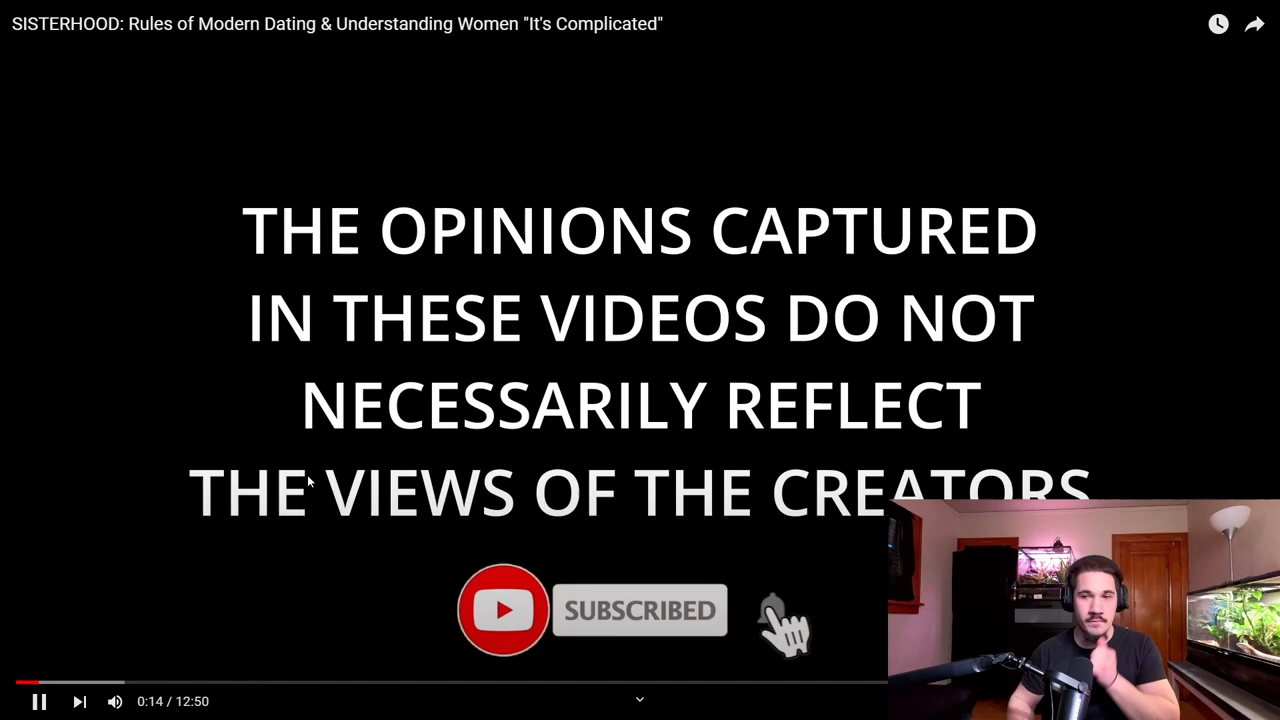 SISTERHOOD: Rules of Modern Dating & Understanding Women "It's Complicated"
THE OPINIONS CAPTURED
IN THESE VIDEOS DO NOT
NECESSARILY REFLECT
THE VIEWS OF THE CREATORS
SUBSCRIBED
0:14 / 12:50